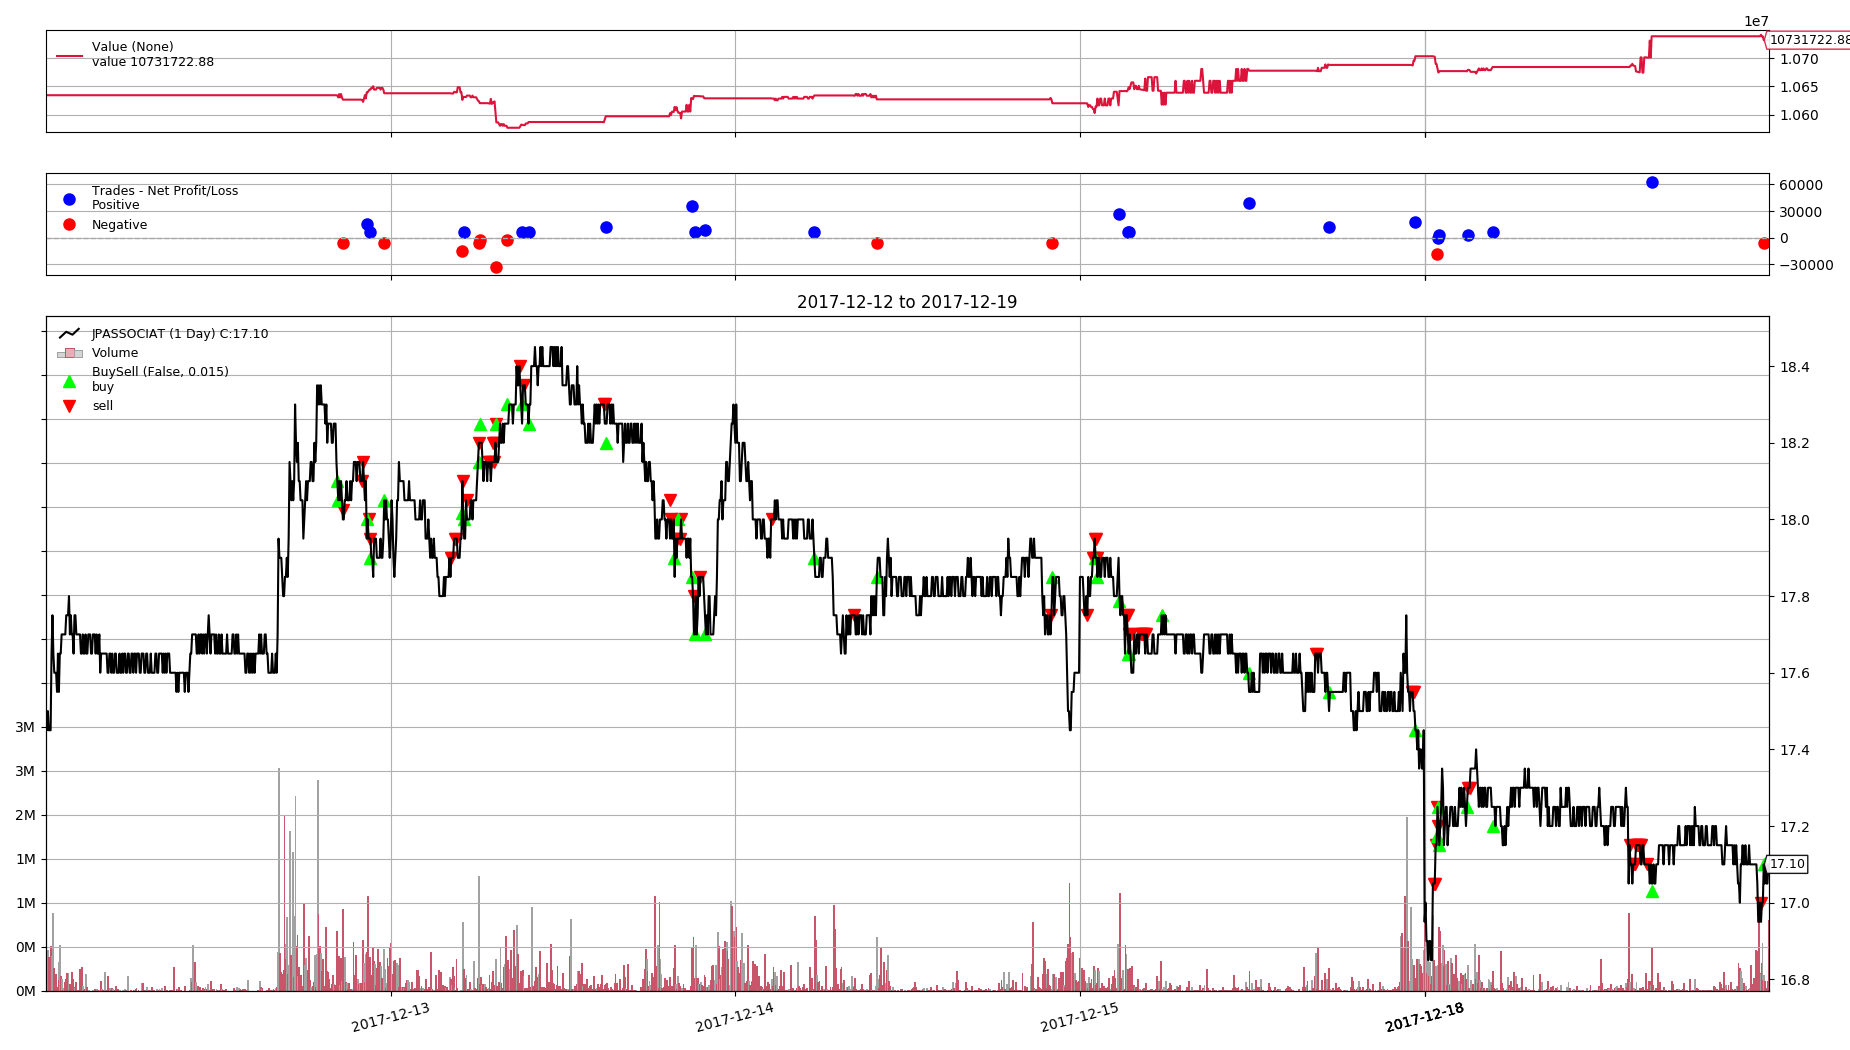 1e7
Value (None)
value 10731722.88
10731722.88
1.070
1.065
1.060
Trades - Net Profit/Loss
Positive
Negative
60000
30000
0
−30000
2017-12-12 to 2017-12-19
JPASSOCIAT (1 Day) C:17.10
Volume
BuySell (False, 0.015)
buy
sell
18.4
18.2
18.0
17.8
17.6
17.4
17.2
17.10
17.0
16.8
3M
3M
2M
1M
1M
0M
0M
2017-12-13
2017-12-14
2017-12-15
2017-12-18